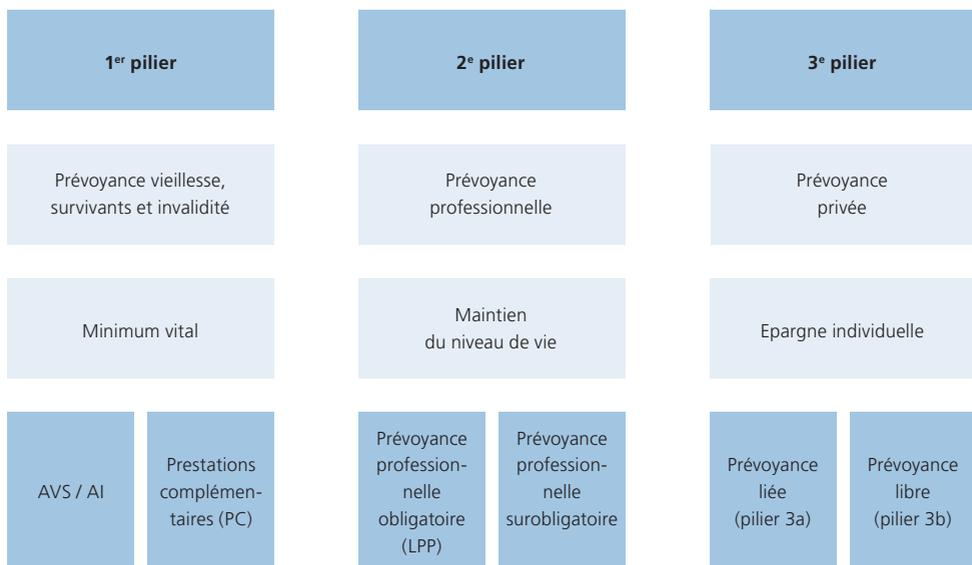 1er pilier
2e pilier
3e pilier
Prévoyance vieillesse,
survivants et invalidité
Prévoyance
professionnelle
Prévoyance
privée
Minimum vital
Maintien
du niveau de vie
Epargne individuelle
AVS / AI
Prestations
complémen-
taires (PC)
Prévoyance
profession-
nelle
obligatoire
(LPP)
Prévoyance
profession-
nelle
surobligatoire
Prévoyance
liée
(pilier 3a)
Prévoyance
libre
(pilier 3b)